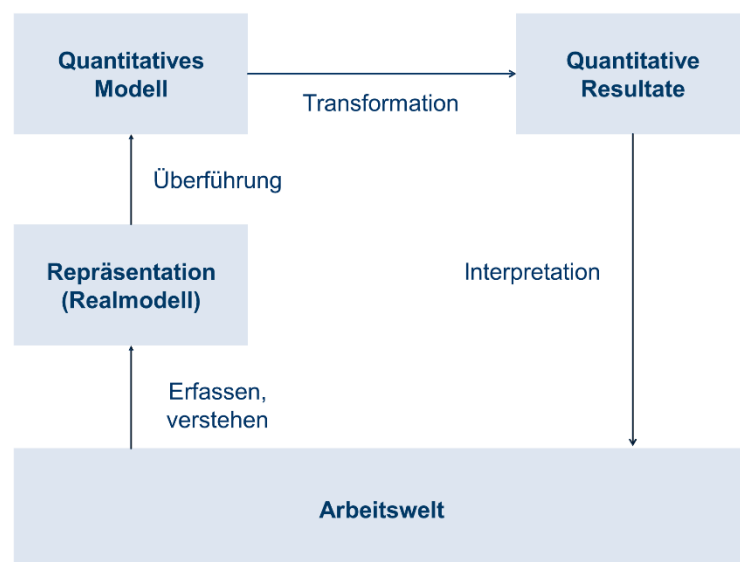 Quantitatives
Modell
Transformation
Quantitative
Resultate
Überführung
Repräsentation
(Realmodell)
Interpretation
Erfassen,
verstehen
Arbeitswelt